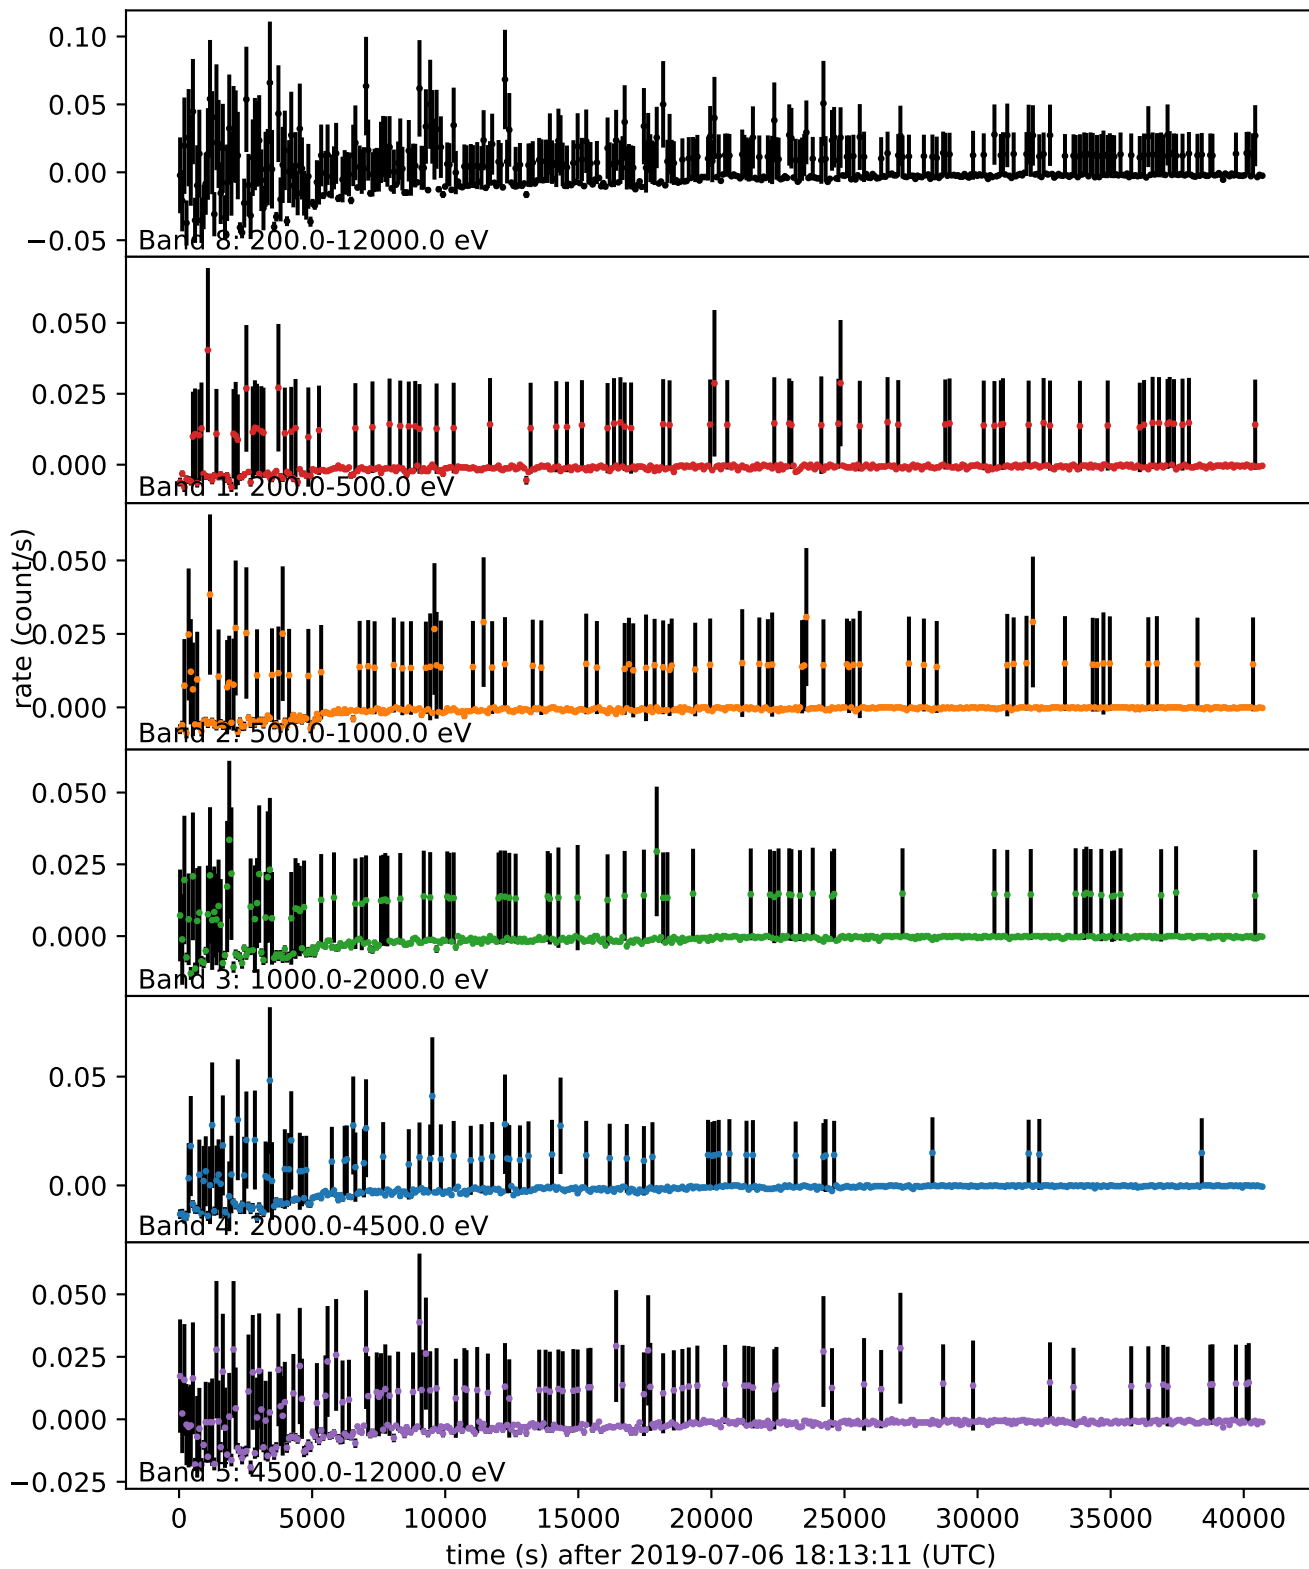 0.10
0.05
0.00
−0.05
Band 8: 200.0-12000.0 eV
0.050
0.025
0.000
Band 1: 200.0-500.0 eV
rate (count/s)
0.050
0.025
0.000
Band 2: 500.0-1000.0 eV
0.050
0.025
0.000
Band 3: 1000.0-2000.0 eV
0.05
0.00
Band 4: 2000.0-4500.0 eV
0.050
0.025
0.000
−0.025
Band 5: 4500.0-12000.0 eV
0 5000 10000 15000 20000 25000 30000 35000 40000
time (s) after 2019-07-06 18:13:11 (UTC)